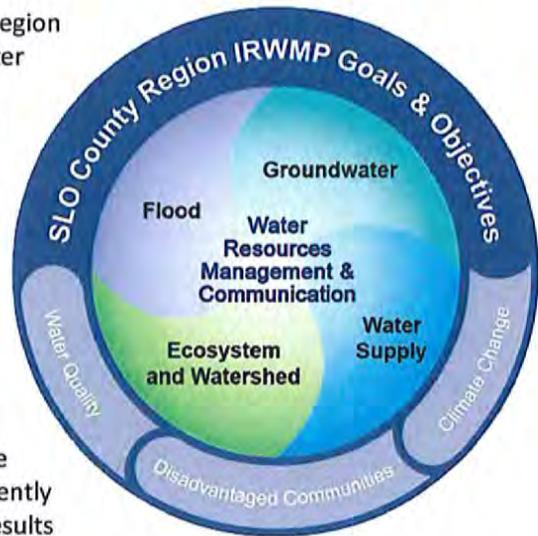 egion
er
SLO County Region IRWMP Goals & Objectives
Groundwater
Flood
Water
Resources
Management &
Communication
Water
Supply
Ecosystem
and Watershed
Water Quality
Disadvantaged Communities
Climate Change
e
ently
esults